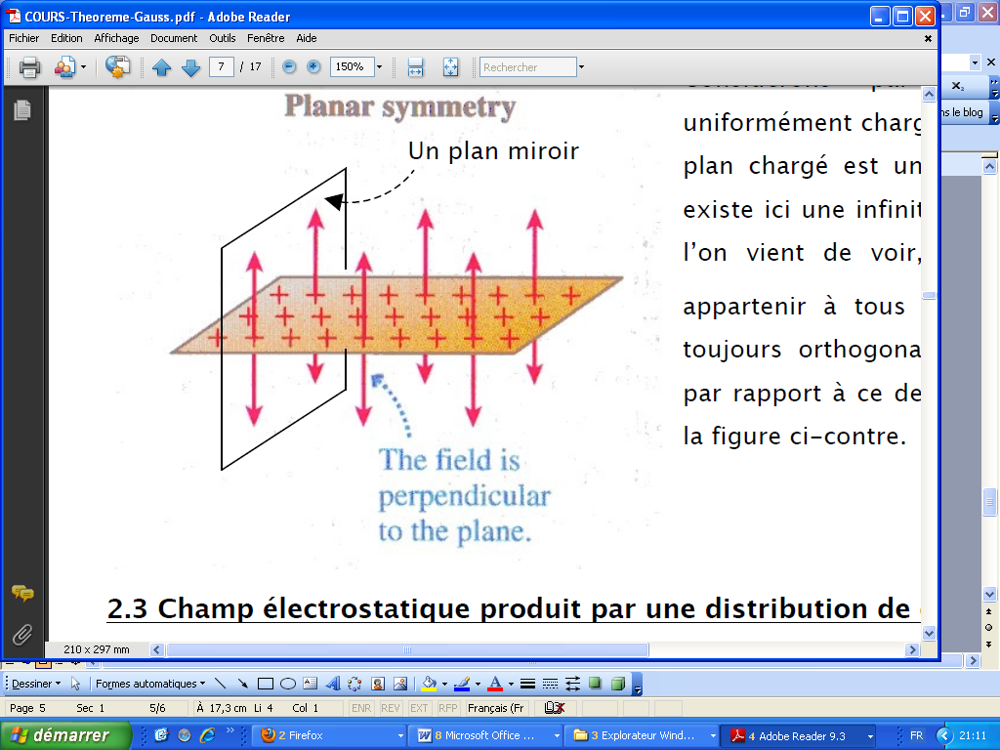 COURS-Theoreme-Gauss.pdf - Adobe Reader
Fichier Edition Affichage Document Outils Fenêtre Aide
7 / 17 150% Rechercher
Planar symmetry
Un plan miroir
The field is
perpendicular
to the plane.
uniformément charg
plan chargé est un
existe ici une infinit
l’on vient de voir,
appartenir à tous
toujours orthogona
par rapport à ce de
la figure ci-contre.
2.3 Champ électrostatique produit par une distribution de
210 x 297 mm
ns le blog
Dessiner Formes automatiques
Page 5 Sec 1 5/6 À 17,3 cm Li 4 Col 1 ENR REV EXT RFP Français (Fr
démarrer 2 Firefox 8 Microsoft Office ... 3 Explorateur Wind... 4 Adobe Reader 9.3 FR 21:11